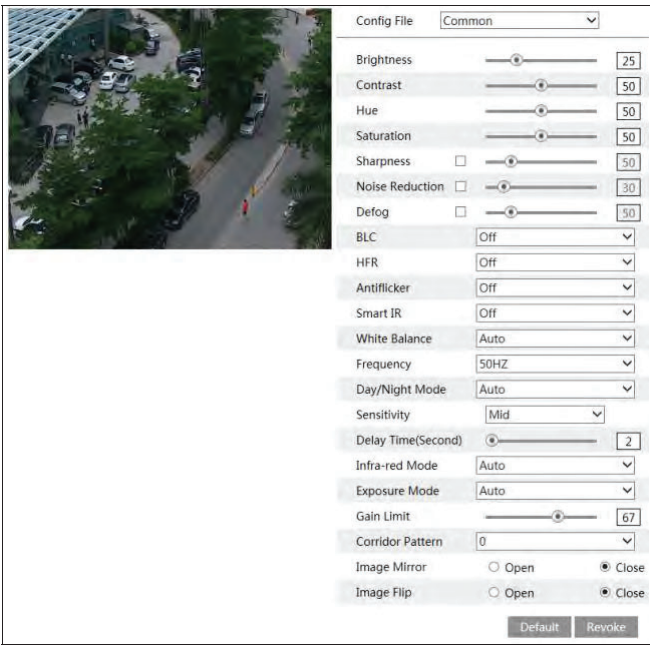 Config File Common
Brightness 25
Contrast 50
Hue 50
Saturation 50
Sharpness 50
Noise Reduction 30
Defog 50
BLC Off
HFR Off
Antiflicker Off
Smart IR Off
White Balance Auto
Frequency 50HZ
Day/Night Mode Auto
Sensitivity Mid
Delay Time(Second) 2
Infra-red Mode Auto
Exposure Mode Auto
Gain Limit 67
Corridor Pattern 0
Image Mirror Open Close
Image Flip Open Close
Default Revoke